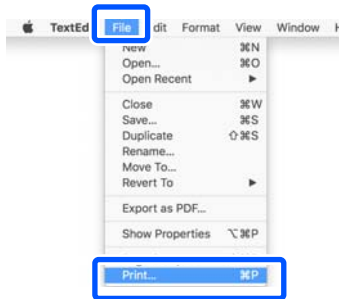 TextEd File dit Format View Window H
New ⌘N
Open... ⌘O
Open Recent ▶
Close ⌘W
Save... ⌘S
Duplicate ⇧⌘S
Rename...
Move To...
Revert To ▶
Export as PDF...
Show Properties ⌥⌘P
Print... ⌘P